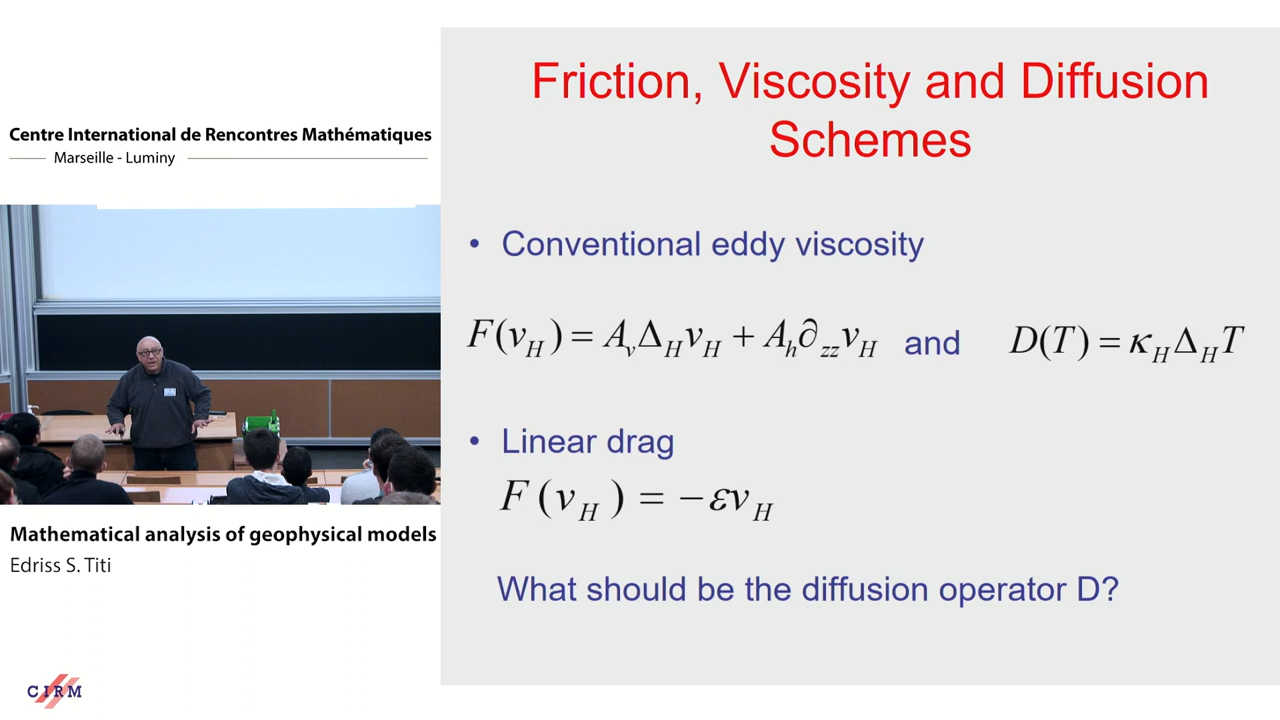 Centre International de Rencontres Mathématiques
Marseille - Luminy
Mathematical analysis of geophysical models
Edriss S. Titi
CIRM
Friction, Viscosity and Diffusion
Schemes
• Conventional eddy viscosity
F(v_H) = A_v Δ_H v_H + A_h ∂_zz v_H and D(T) = κ_H Δ_H T
• Linear drag
F(v_H) = −εv_H
What should be the diffusion operator D?